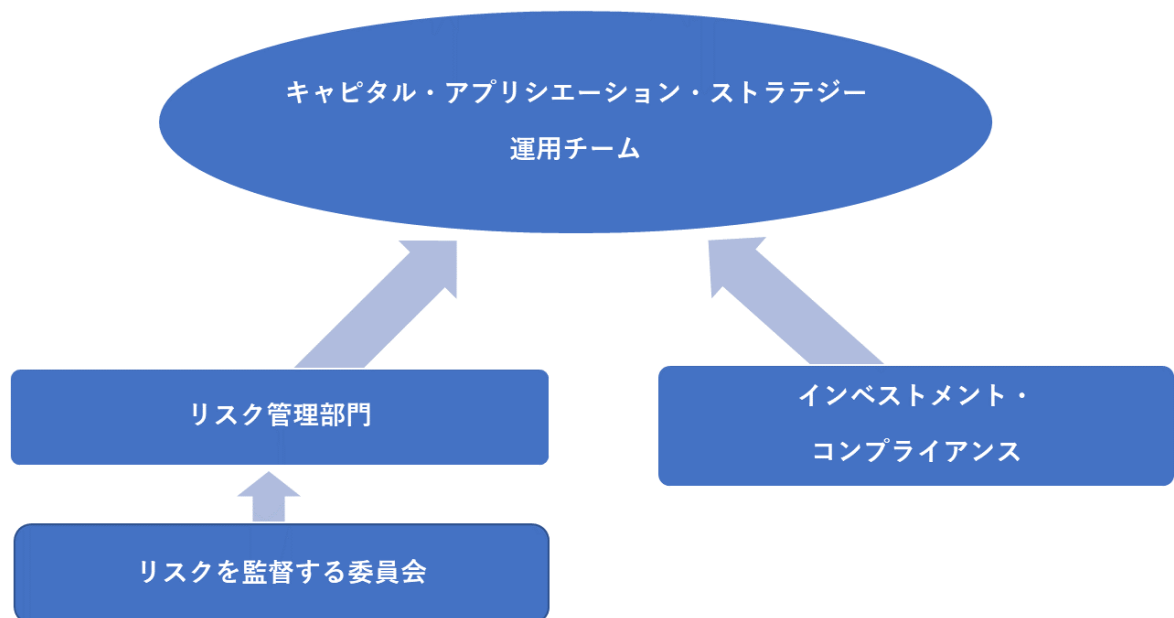 キャピタル・アプリシエーション・ストラテジー
運用チーム
リスク管理部門
インベストメント・
コンプライアンス
リスクを監督する委員会